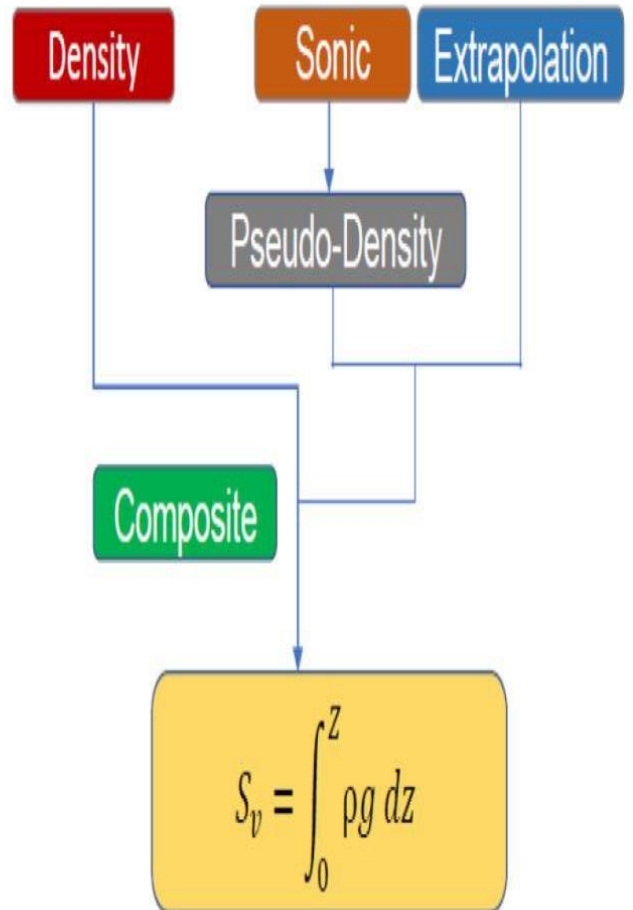 Density
Sonic
Extrapolation
Pseudo-Density
Composite
S_v = ∫_0^Z ρg dz